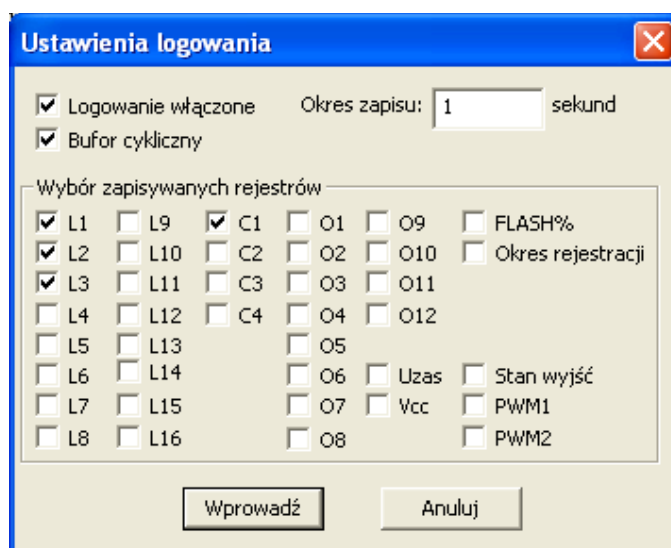 Ustawienia logowania
Logowanie włączone Okres zapisu: 1 sekund
Bufor cykliczny
Wybór zapisywanych rejestrów
L1 L9 C1 O1 O9 FLASH%
L2 L10 C2 O2 O10 Okres rejestracji
L3 L11 C3 O3 O11
L4 L12 C4 O4 O12
L5 L13 O5
L6 L14 O6 Uzas Stan wyjść
L7 L15 O7 Vcc PWM1
L8 L16 O8 PWM2
Wprowadź Anuluj